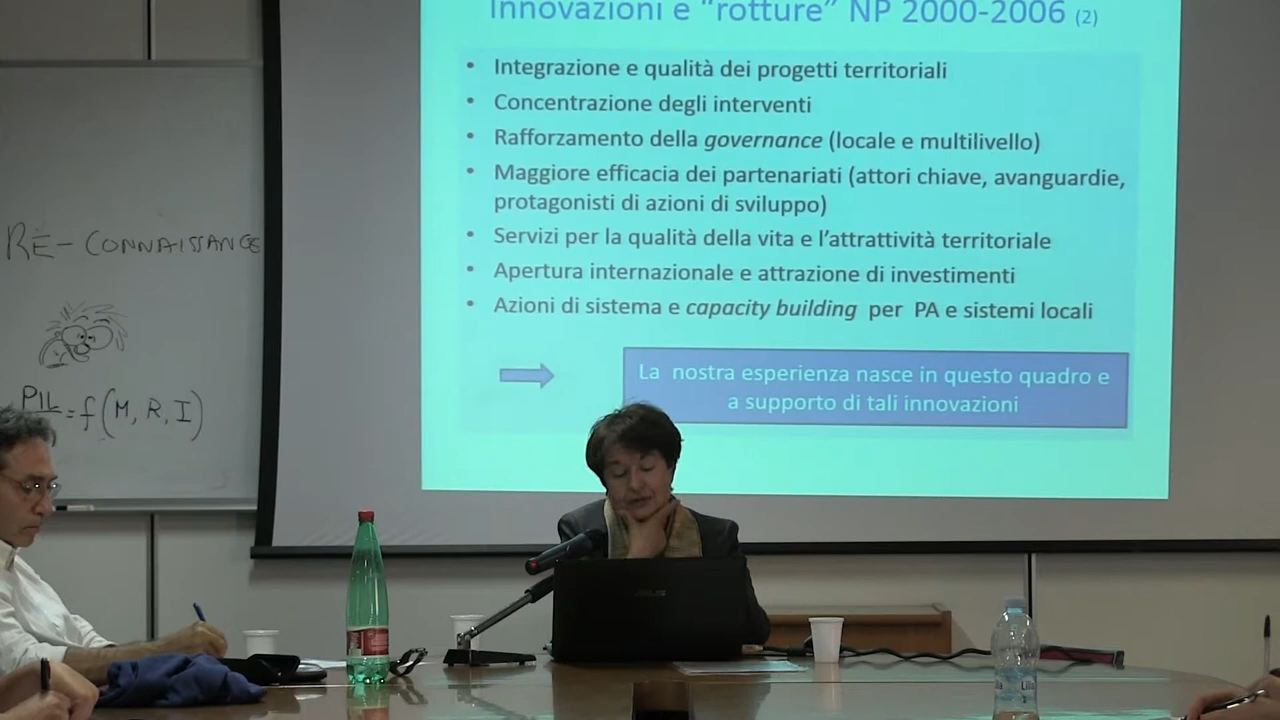 Innovazioni e “rotture” NP 2000-2006 (2)
• Integrazione e qualità dei progetti territoriali
• Concentrazione degli interventi
• Rafforzamento della governance (locale e multilivello)
• Maggiore efficacia dei partenariati (attori chiave, avanguardie,
protagonisti di azioni di sviluppo)
• Servizi per la qualità della vita e l’attrattività territoriale
• Apertura internazionale e attrazione di investimenti
• Azioni di sistema e capacity building per PA e sistemi locali
La nostra esperienza nasce in questo quadro e
a supporto di tali innovazioni
RE-CONNAISSANCE
PIL = f(M, R, I)
ASUS